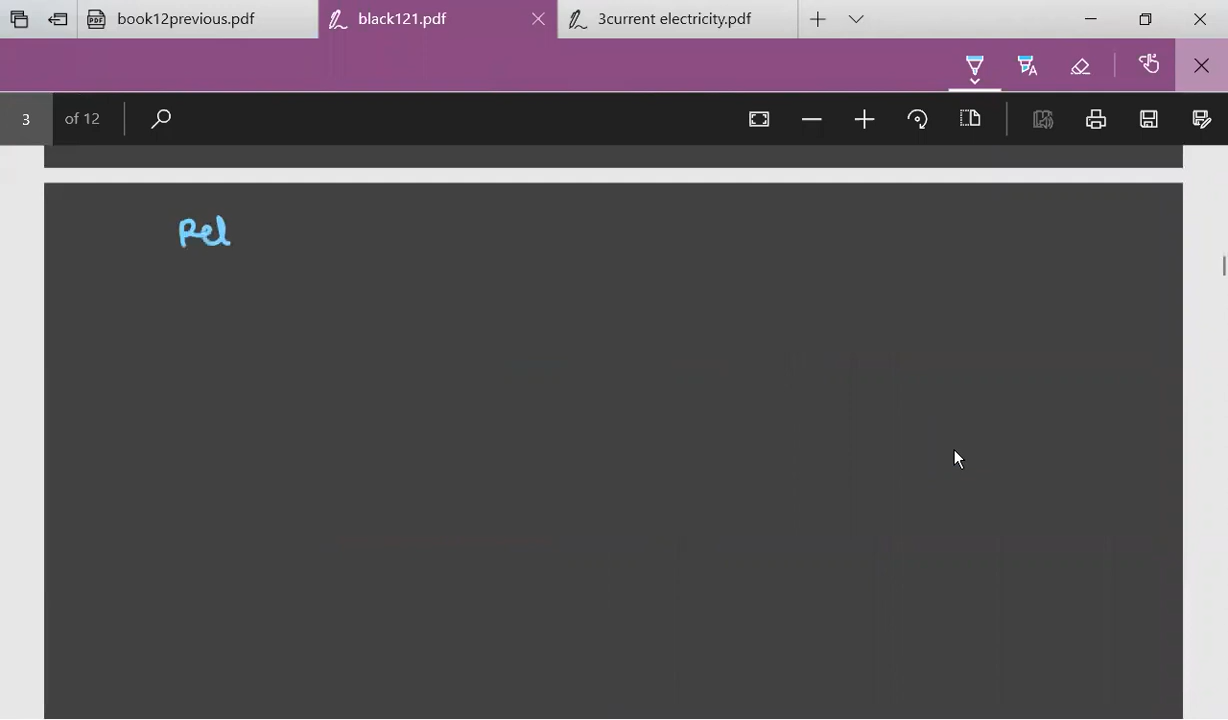 book12previous.pdf
black121.pdf
3current electricity.pdf
3 of 12
Rel